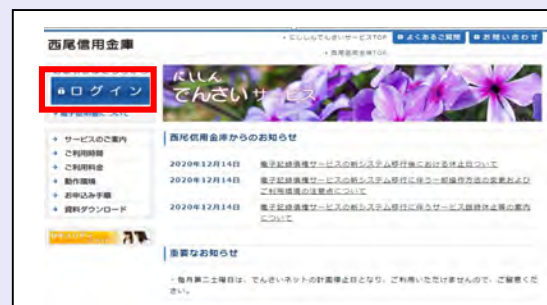 西尾信用金庫
・にししんでんさいサービスTOP
よくあるご質問
お問い合わせ
・西尾信用金庫TOP
ログイン
にしん
でんさいサービス
サービスのご案内
ご利用時間
ご利用料金
動作環境
お申込み手順
資料ダウンロード
西尾信用金庫からのお知らせ
2020年12月14日 電子記録債権サービスの新システム移行後における休止日ついて
2020年12月14日 電子記録債権サービスの新システム移行に伴う一部操作方法の変更および
ご利用環境の注意点について
2020年12月14日 電子記録債権サービスの新システム移行に伴うサービス臨時休止等の案内
について
重要なお知らせ
・毎月第二土曜日は、でんさいネットの計画停止日となり、ご利用いただけませんので、ご留意くだ
さい。